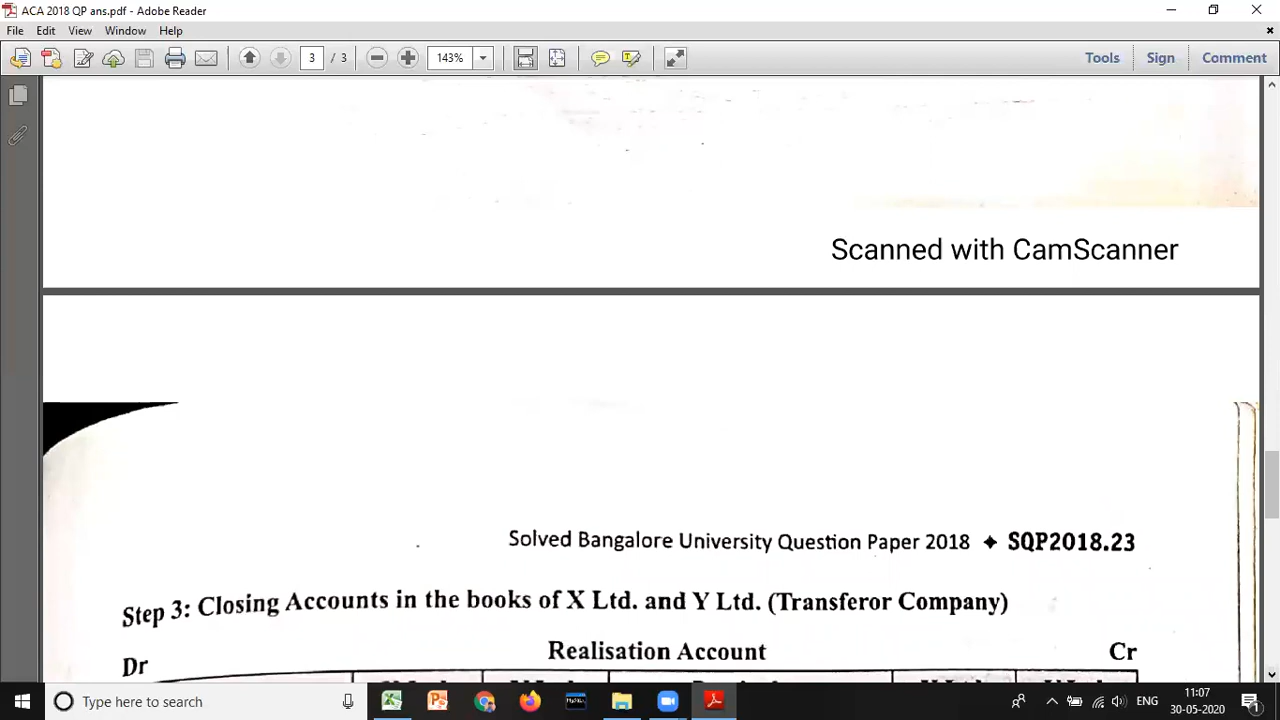 ACA 2018 QP ans.pdf - Adobe Reader
File Edit View Window Help
3 / 3 143% Tools Sign Comment
Scanned with CamScanner
Solved Bangalore University Question Paper 2018 ✦ SQP2018.23
Step 3: Closing Accounts in the books of X Ltd. and Y Ltd. (Transferor Company)
Realisation Account
Dr Cr
Type here to search
ENG
11:07
30-05-2020
1